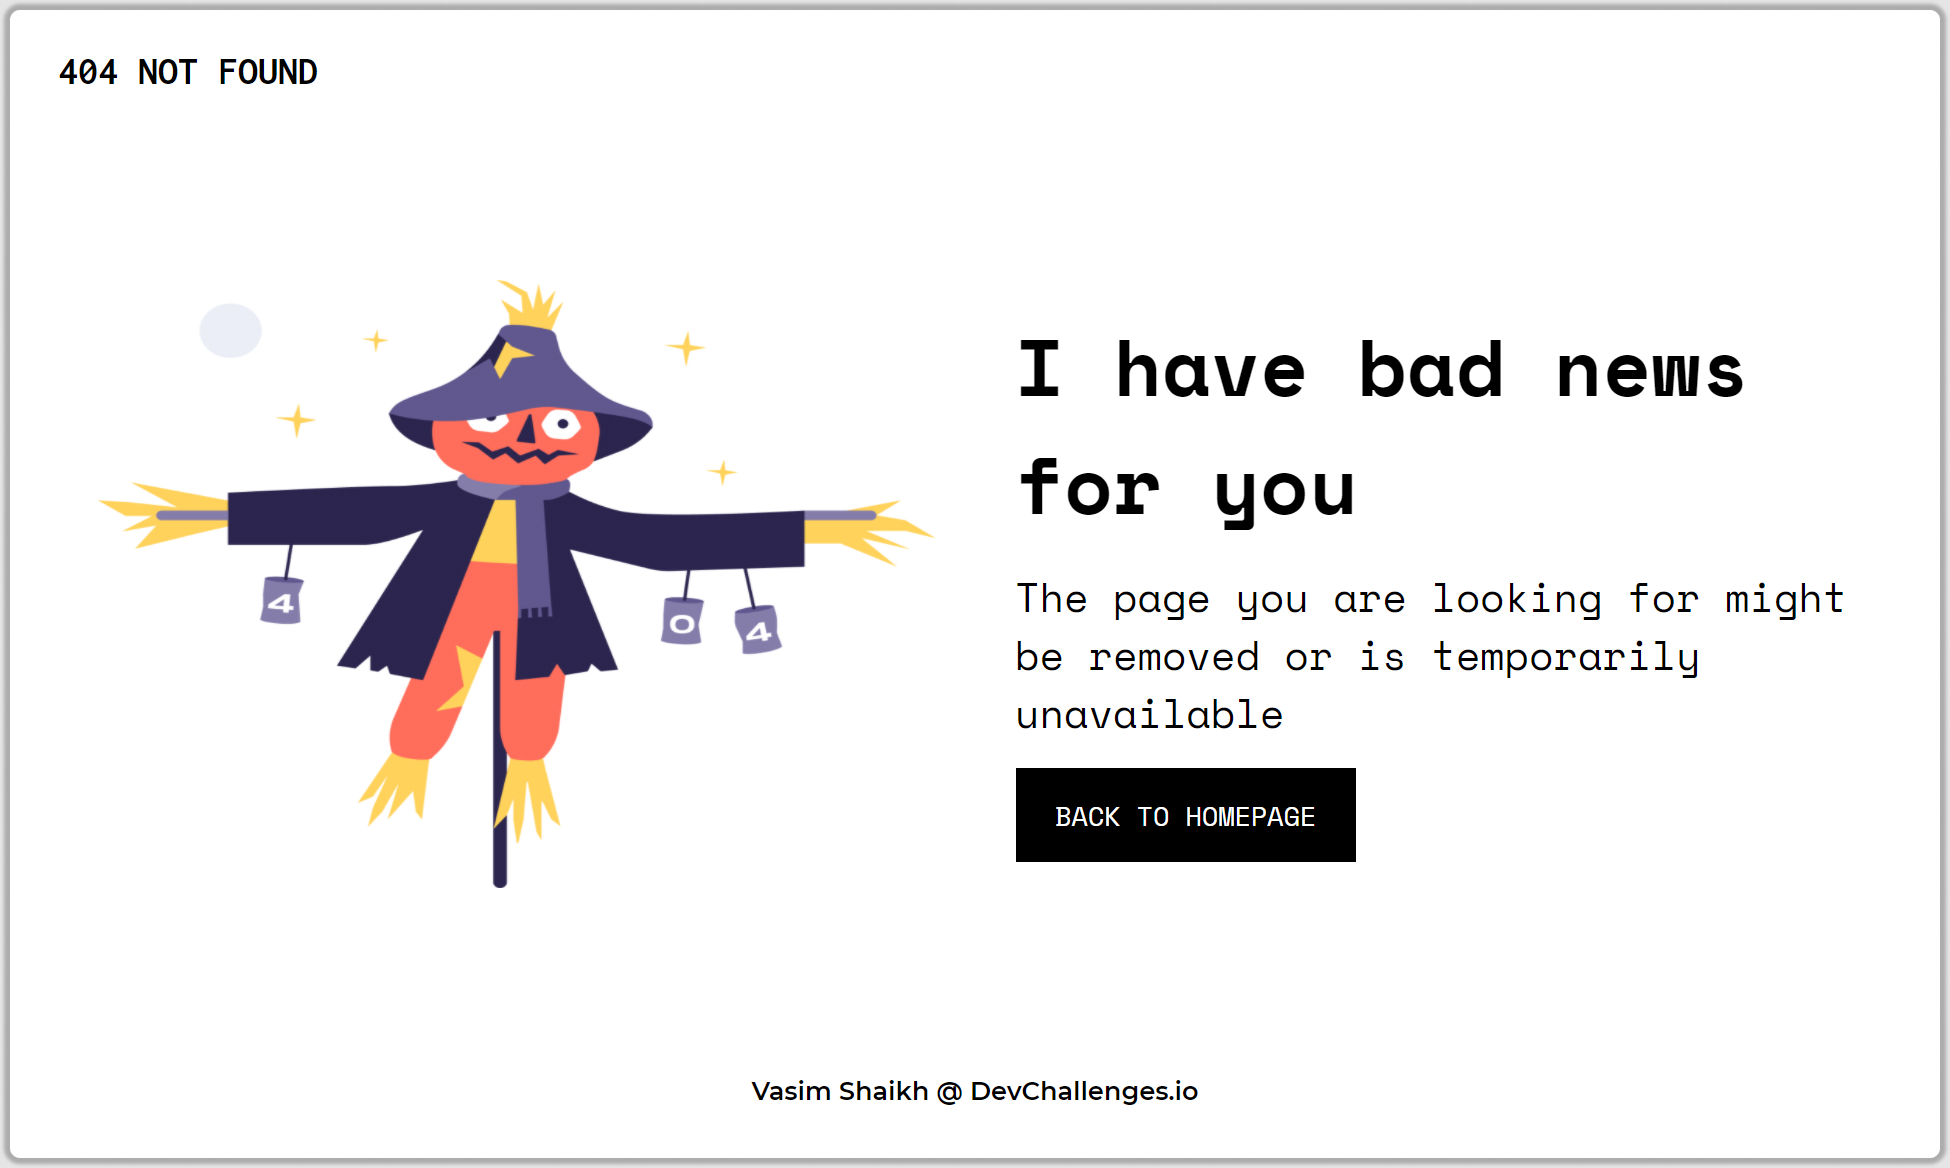 404 NOT FOUND
I have bad news
for you
The page you are looking for might
be removed or is temporarily
unavailable
BACK TO HOMEPAGE
4
0
4
Vasim Shaikh @ DevChallenges.io